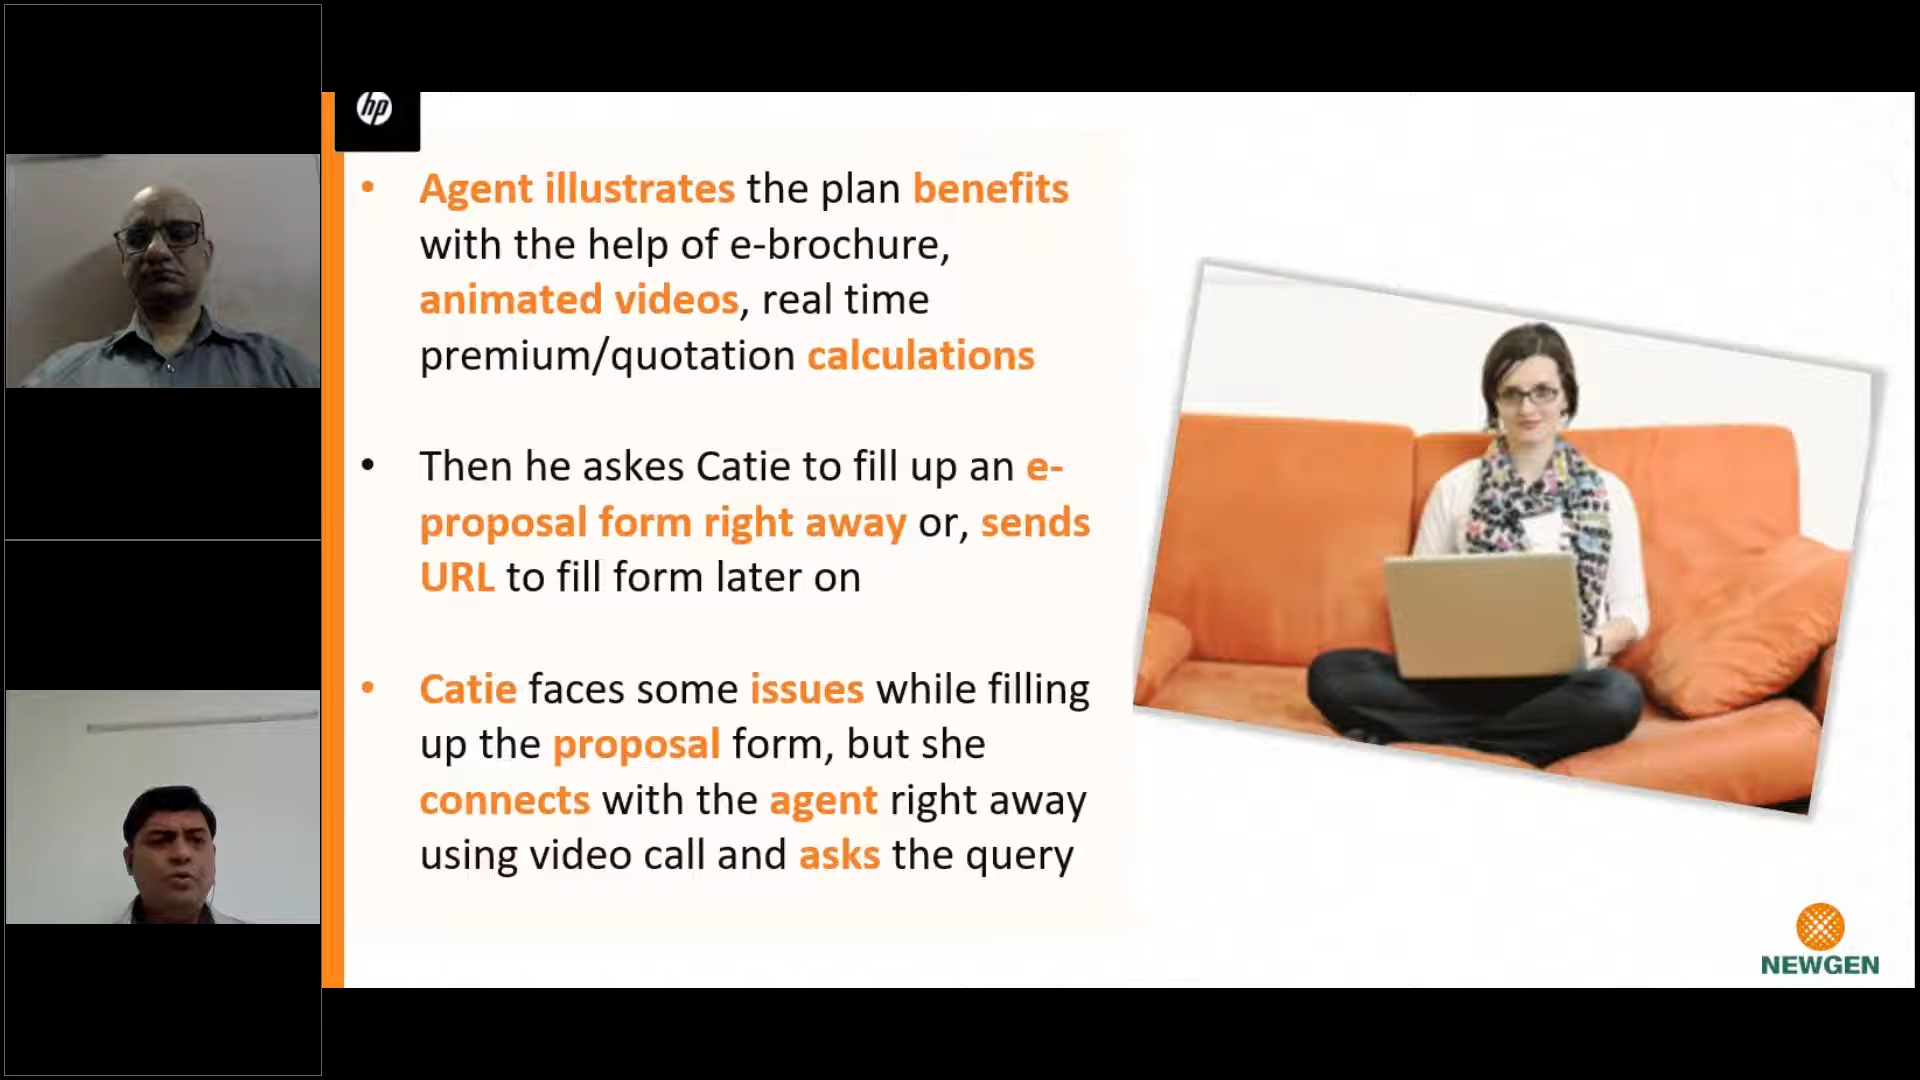 hp
• Agent illustrates the plan benefits
with the help of e-brochure,
animated videos, real time
premium/quotation calculations
• Then he askes Catie to fill up an e-
proposal form right away or, sends
URL to fill form later on
• Catie faces some issues while filling
up the proposal form, but she
connects with the agent right away
using video call and asks the query
NEWGEN